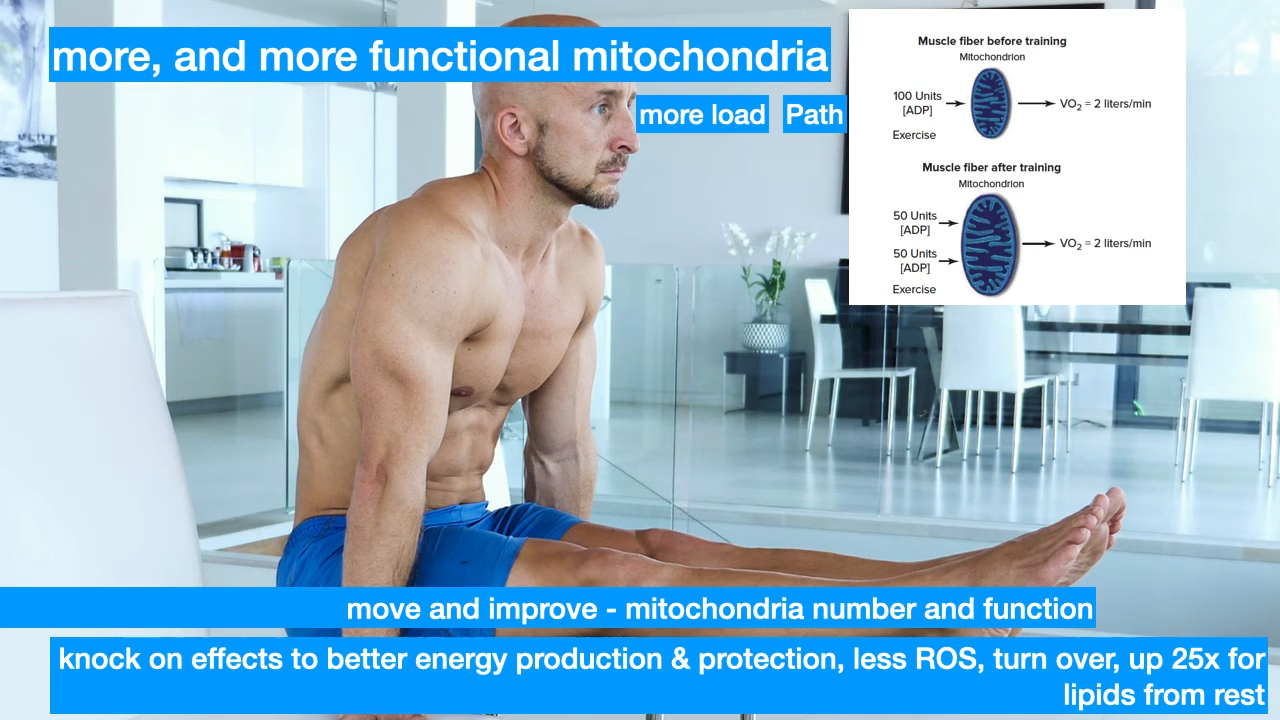 more, and more functional mitochondria
more load
Path
Muscle fiber before training
Mitochondrion
100 Units
[ADP]
VO₂ = 2 liters/min
Exercise
Muscle fiber after training
Mitochondrion
50 Units
[ADP]
50 Units
[ADP]
VO₂ = 2 liters/min
Exercise
move and improve - mitochondria number and function
knock on effects to better energy production & protection, less ROS, turn over, up 25x for
lipids from rest